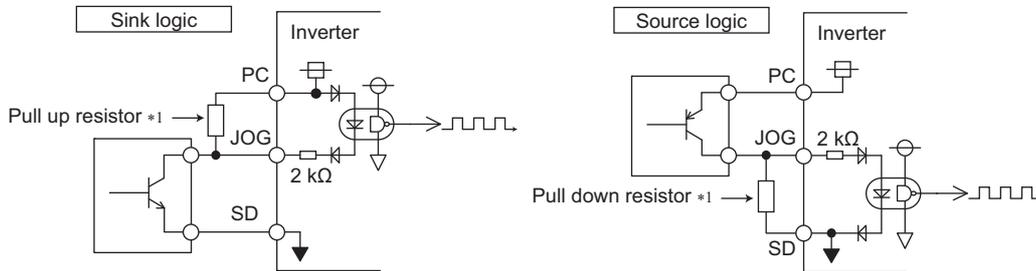 Sink logic
Inverter
PC
Pull up resistor *1
JOG
2 kΩ
SD
Source logic
Inverter
PC
JOG
2 kΩ
Pull down resistor *1
SD